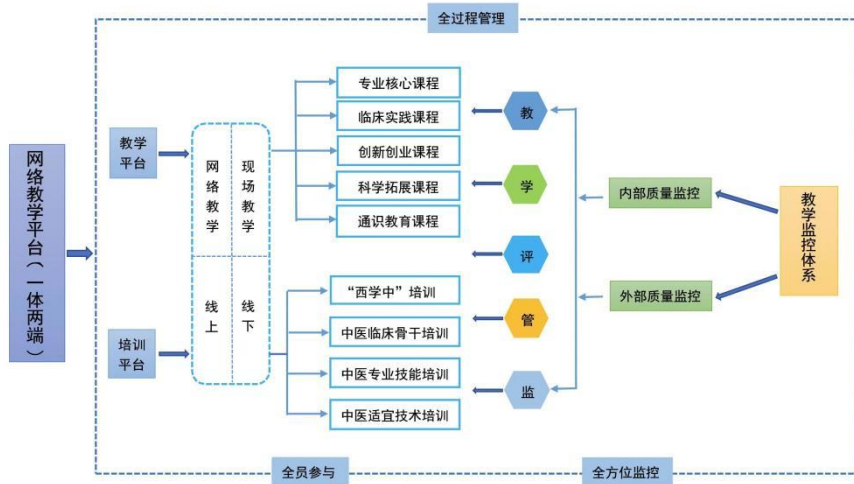 全过程管理
网络教学平台（一体两端）
教学
平台
培训
平台
网络教学
现场教学
线上
线下
专业核心课程
临床实践课程
创新创业课程
科学拓展课程
通识教育课程
“西学中”培训
中医临床骨干培训
中医专业技能培训
中医适宜技术培训
教
学
评
管
监
内部质量监控
外部质量监控
教学监控体系
全员参与
全方位监控